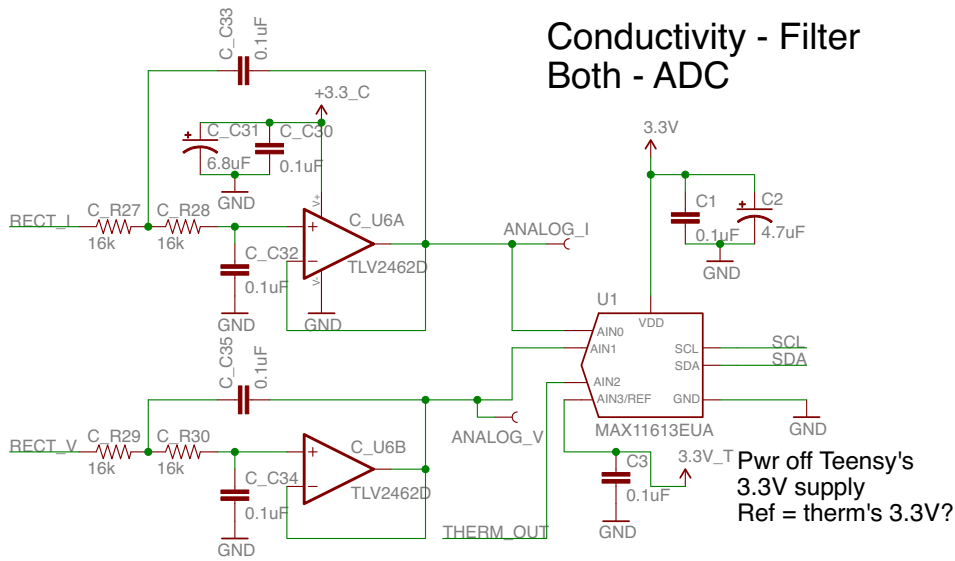 Conductivity - Filter
Both - ADC
C_C33
0.1uF
+3.3_C
C_C31
6.8uF
C_C30
0.1uF
GND
V+
RECT_I
C_R27
16k
C_R28
16k
C_U6A
TLV2462D
V-
GND
C_C32
0.1uF
GND
ANALOG_I
3.3V
C1
0.1uF
C2
4.7uF
GND
U1
VDD
AIN0
AIN1
AIN2
AIN3/REF
SCL
SDA
GND
MAX11613EUA
SCL
SDA
GND
C_C35
0.1uF
RECT_V
C_R29
16k
C_R30
16k
C_U6B
TLV2462D
C_C34
0.1uF
GND
ANALOG_V
THERM_OUT
C3
0.1uF
GND
3.3V_T
Pwr off Teensy's
3.3V supply
Ref = therm's 3.3V?